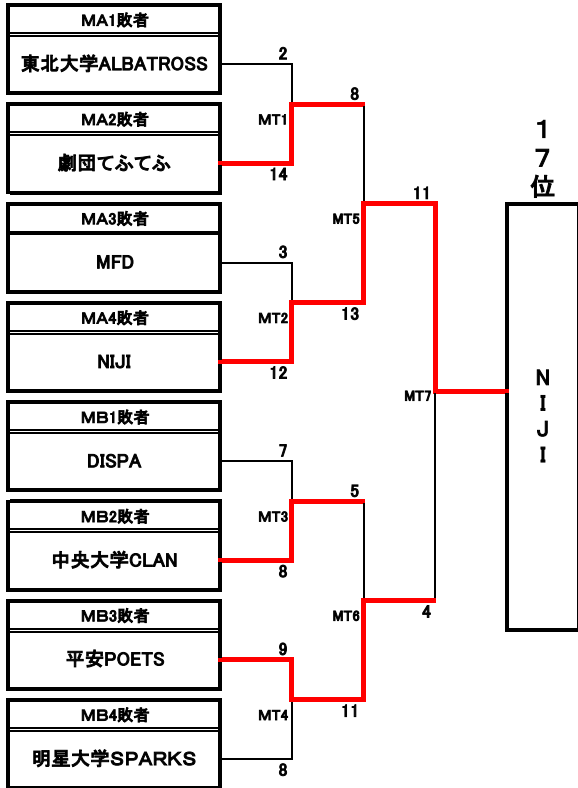 MA1敗者
東北大学ALBATROSS
MA2敗者
劇団てふてふ
MA3敗者
MFD
MA4敗者
NIJI
MB1敗者
DISPA
MB2敗者
中央大学CLAN
MB3敗者
平安POETS
MB4敗者
明星大学SPARKS
2
MT1
14
3
MT2
12
7
MT3
8
9
MT4
8
8
MT5
13
5
MT6
11
11
MT7
4
17位
NIJI